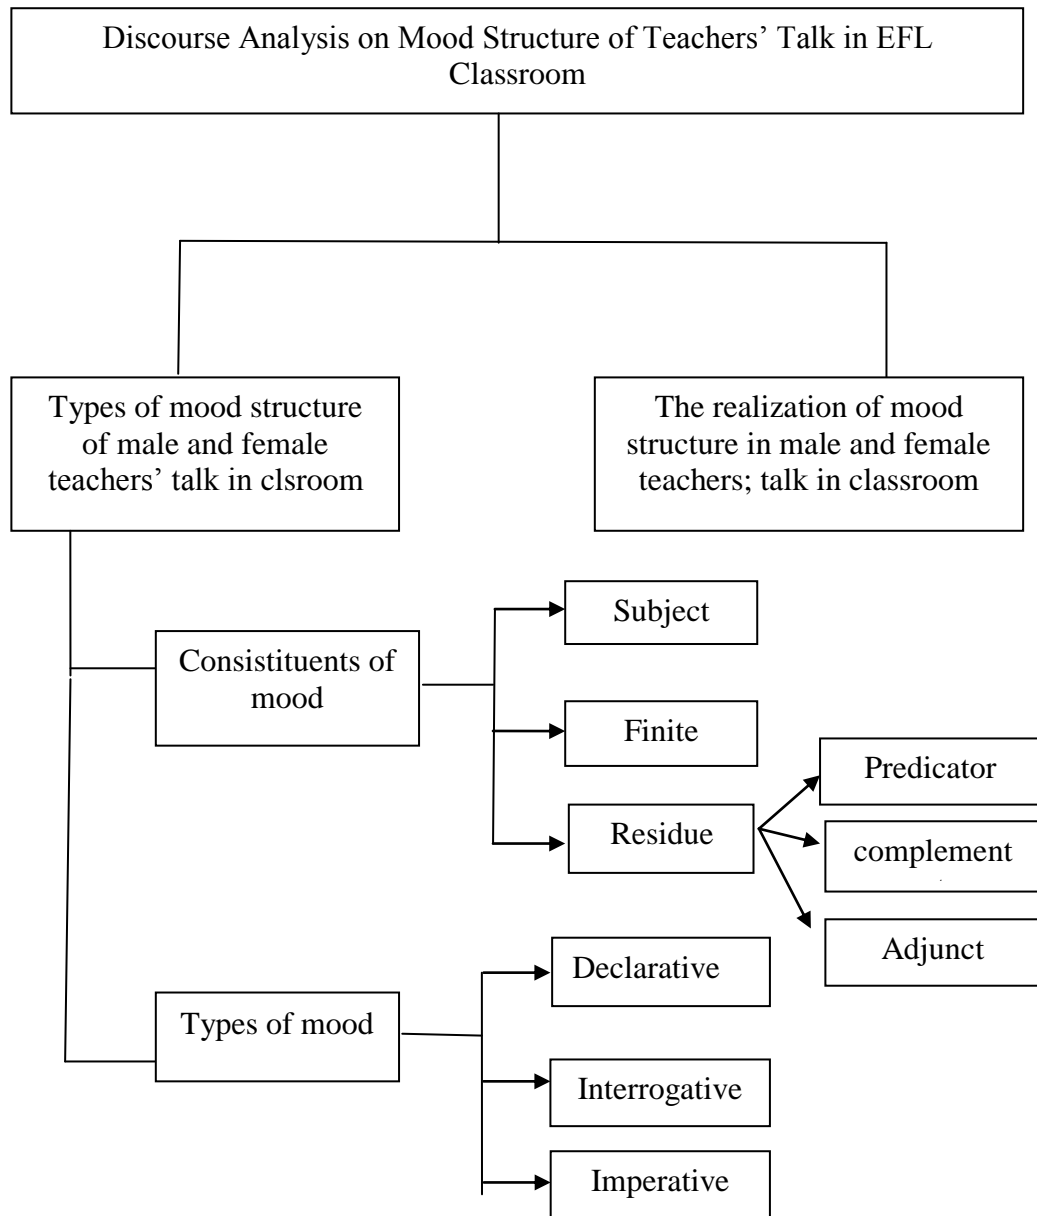 Discourse Analysis on Mood Structure of Teachers’ Talk in EFL
Classroom
Types of mood structure
of male and female
teachers’ talk in clsroom
The realization of mood
structure in male and female
teachers; talk in classroom
Consistituents of
mood
Subject
Finite
Residue
Predicator
complement
Adjunct
Types of mood
Declarative
Interrogative
Imperative